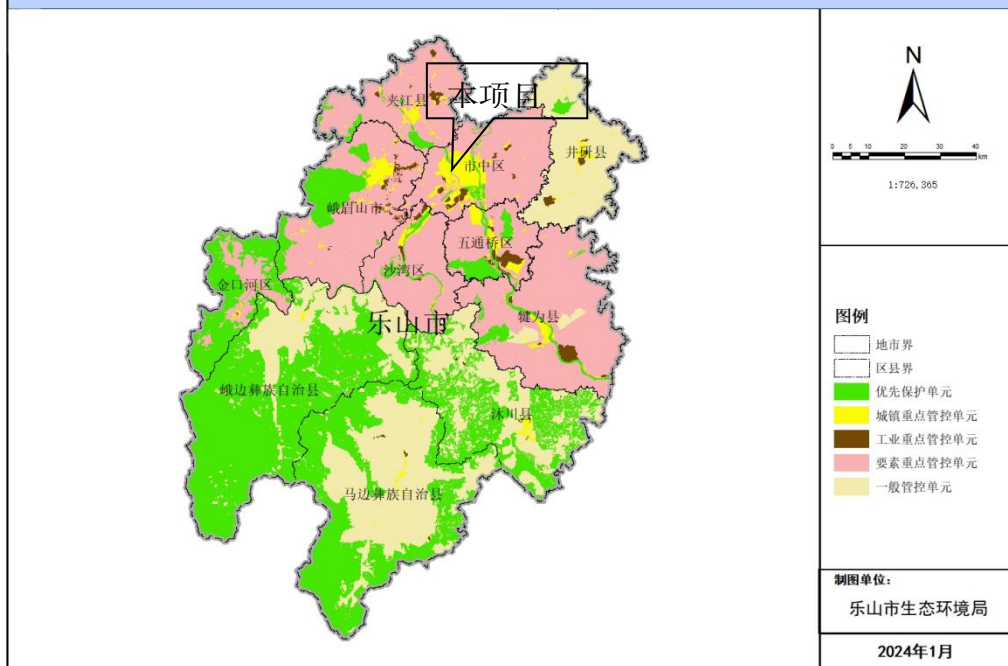 N
0 5 10 20 30 40
km
1:726,365
夹江县
本项目
井研县
市中区
峨眉山市
五通桥区
沙湾区
金口河区
犍为县
乐山市
峨边彝族自治县
沐川县
马边彝族自治县
图例
地市界
区县界
优先保护单元
城镇重点管控单元
工业重点管控单元
要素重点管控单元
一般管控单元
制图单位:
乐山市生态环境局
2024年1月